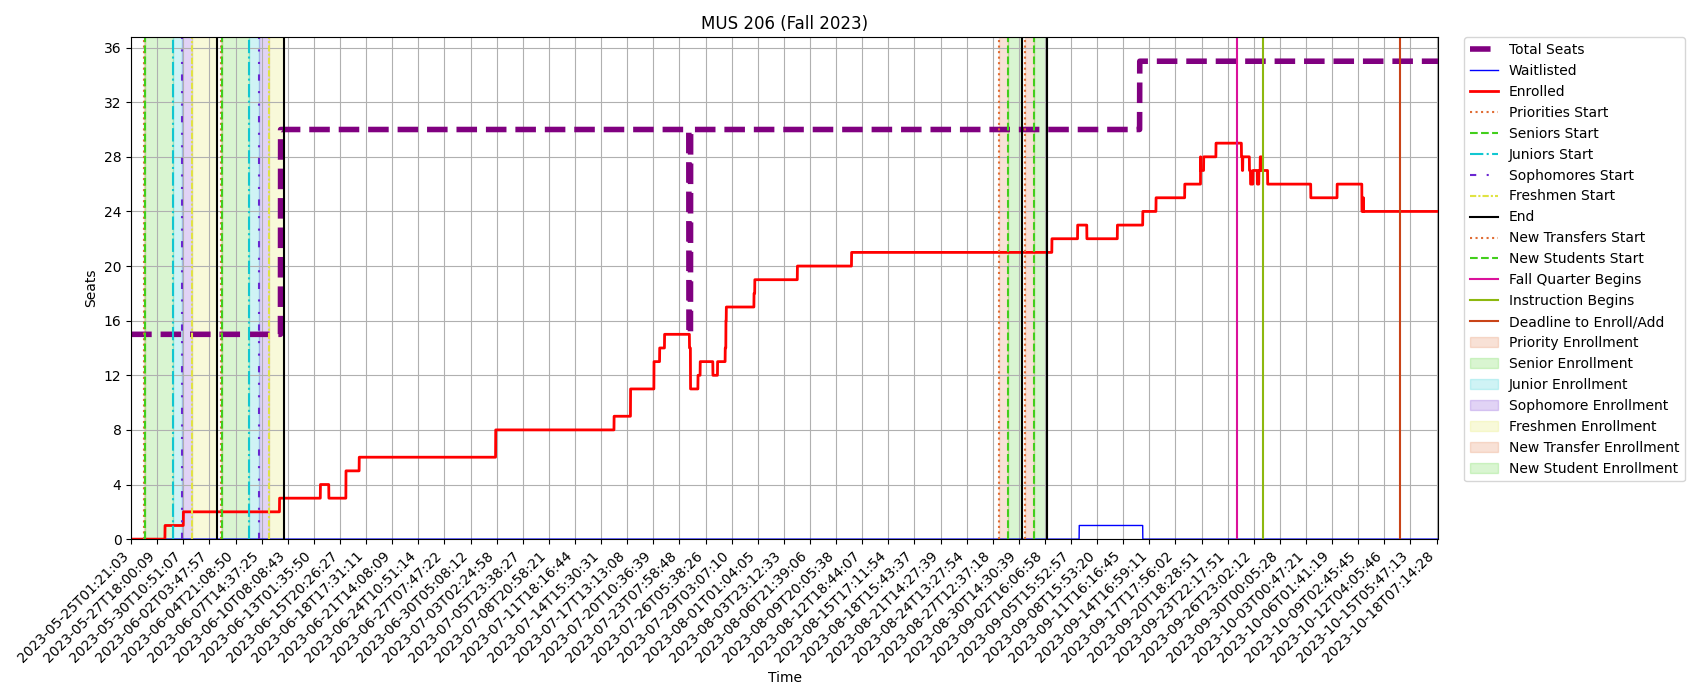 MUS 206 (Fall 2023)
36
32
28
24
20
16
12
8
4
0
Seats
2023-05-25T01:21:03
2023-05-27T18:00:09
2023-05-30T10:51:07
2023-06-02T03:47:57
2023-06-04T21:08:50
2023-06-07T14:37:25
2023-06-10T08:08:43
2023-06-13T01:35:50
2023-06-15T20:26:27
2023-06-18T17:31:11
2023-06-21T14:08:09
2023-06-24T10:51:14
2023-06-27T07:47:22
2023-06-30T05:08:12
2023-07-03T02:24:58
2023-07-05T23:38:27
2023-07-08T20:58:21
2023-07-11T18:16:44
2023-07-14T15:30:31
2023-07-17T13:13:08
2023-07-20T10:36:39
2023-07-23T07:58:48
2023-07-26T05:38:26
2023-07-29T03:07:10
2023-08-01T01:04:05
2023-08-03T23:12:33
2023-08-06T21:39:06
2023-08-09T20:05:38
2023-08-12T18:44:07
2023-08-15T17:11:54
2023-08-18T15:43:37
2023-08-21T14:27:39
2023-08-24T13:27:54
2023-08-27T12:37:18
2023-08-30T14:30:39
2023-09-02T16:06:58
2023-09-05T15:52:57
2023-09-08T15:53:20
2023-09-11T16:16:45
2023-09-14T16:59:11
2023-09-17T17:56:02
2023-09-20T18:28:51
2023-09-23T22:17:51
2023-09-26T23:02:12
2023-09-30T00:05:28
2023-10-03T00:47:21
2023-10-06T01:41:19
2023-10-09T02:45:45
2023-10-12T04:05:46
2023-10-15T05:47:13
2023-10-18T07:14:28
Time
Total Seats
Waitlisted
Enrolled
Priorities Start
Seniors Start
Juniors Start
Sophomores Start
Freshmen Start
End
New Transfers Start
New Students Start
Fall Quarter Begins
Instruction Begins
Deadline to Enroll/Add
Priority Enrollment
Senior Enrollment
Junior Enrollment
Sophomore Enrollment
Freshmen Enrollment
New Transfer Enrollment
New Student Enrollment